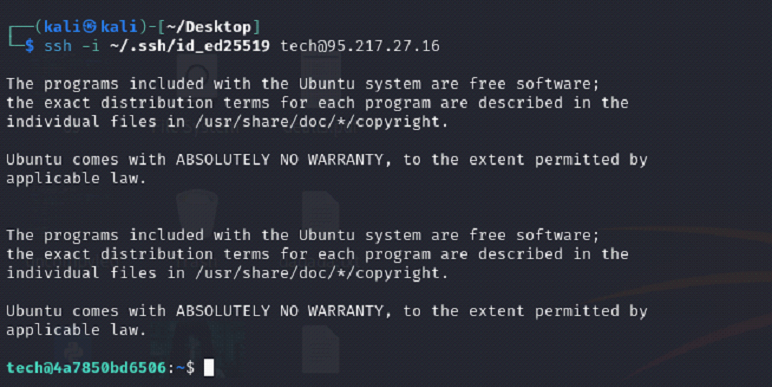 ┌──(kali㉿kali)-[~/Desktop]
└─$ ssh -i ~/.ssh/id_ed25519 tech@95.217.27.16
The programs included with the Ubuntu system are free software;
the exact distribution terms for each program are described in the
individual files in /usr/share/doc/*/copyright.
Ubuntu comes with ABSOLUTELY NO WARRANTY, to the extent permitted by
applicable law.
The programs included with the Ubuntu system are free software;
the exact distribution terms for each program are described in the
individual files in /usr/share/doc/*/copyright.
Ubuntu comes with ABSOLUTELY NO WARRANTY, to the extent permitted by
applicable law.
tech@4a7850bd6506:~$